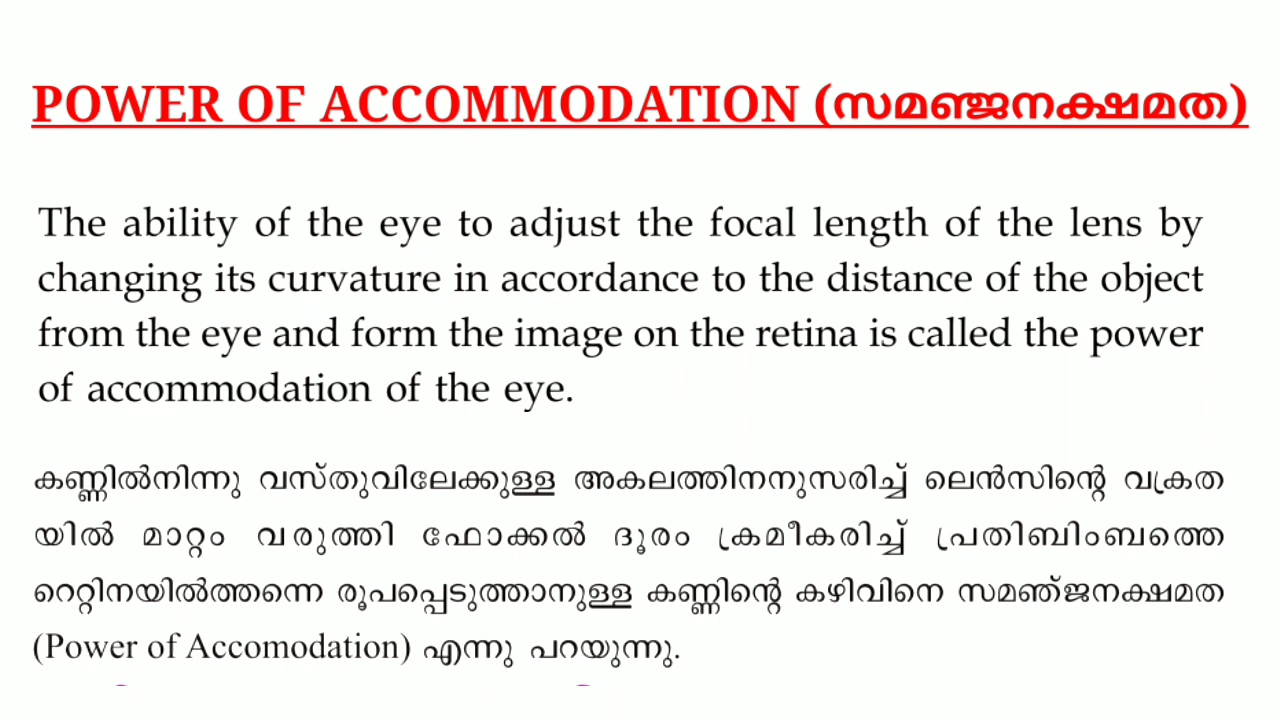 POWER OF ACCOMMODATION (സമഞ്ജനക്ഷമത)
The ability of the eye to adjust the focal length of the lens by
changing its curvature in accordance to the distance of the object
from the eye and form the image on the retina is called the power
of accommodation of the eye.
കണ്ണിൽനിന്നു വസ്തുവിലേക്കുള്ള അകലത്തിനനുസരിച്ച് ലെൻസിന്റെ വക്രത
യിൽ മാറ്റം വരുത്തി ഫോക്കൽ ദൂരം ക്രമീകരിച്ച് പ്രതിബിംബത്തെ
റെറ്റിനയിൽത്തന്നെ രൂപപ്പെടുത്താനുള്ള കണ്ണിന്റെ കഴിവിനെ സമഞ്ജനക്ഷമത
(Power of Accomodation) എന്നു പറയുന്നു.